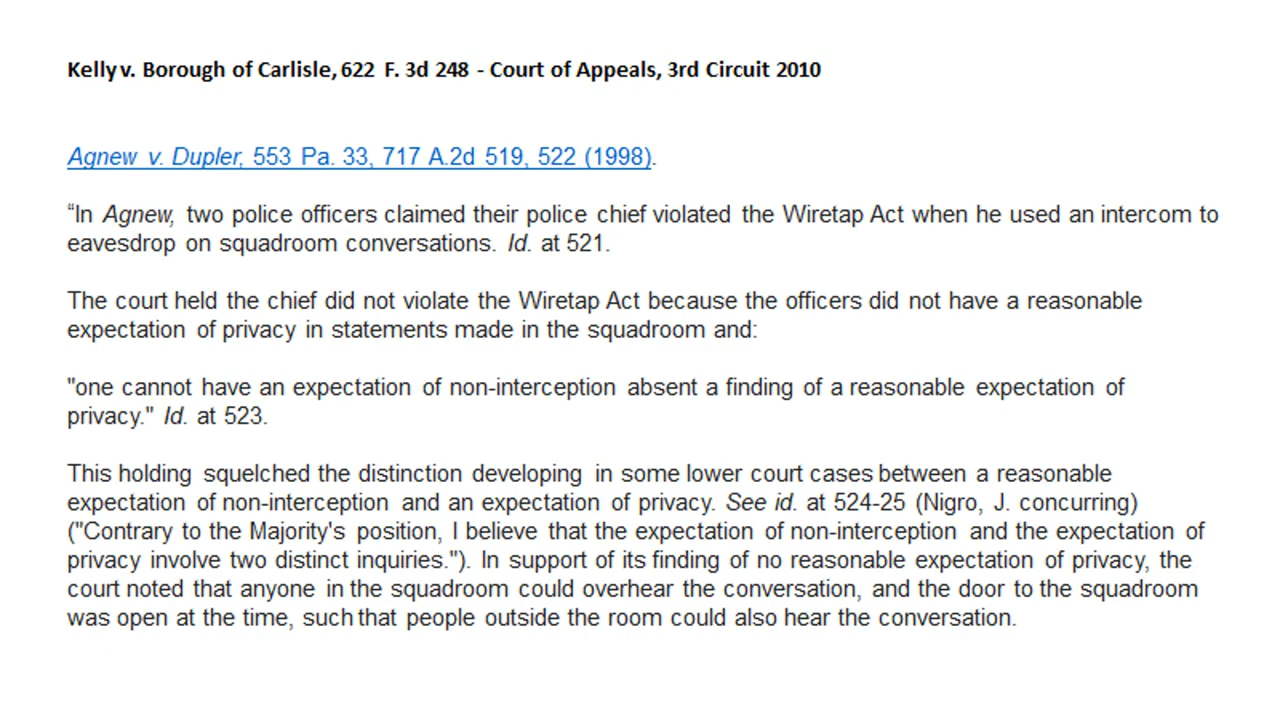 Kelly v. Borough of Carlisle, 622 F. 3d 248 - Court of Appeals, 3rd Circuit 2010
Agnew v. Dupler, 553 Pa. 33, 717 A.2d 519, 522 (1998).
“In Agnew, two police officers claimed their police chief violated the Wiretap Act when he used an intercom to
eavesdrop on squadroom conversations. Id. at 521.
The court held the chief did not violate the Wiretap Act because the officers did not have a reasonable
expectation of privacy in statements made in the squadroom and:
"one cannot have an expectation of non-interception absent a finding of a reasonable expectation of
privacy." Id. at 523.
This holding squelched the distinction developing in some lower court cases between a reasonable
expectation of non-interception and an expectation of privacy. See id. at 524-25 (Nigro, J. concurring)
("Contrary to the Majority's position, I believe that the expectation of non-interception and the expectation of
privacy involve two distinct inquiries."). In support of its finding of no reasonable expectation of privacy, the
court noted that anyone in the squadroom could overhear the conversation, and the door to the squadroom
was open at the time, such that people outside the room could also hear the conversation.